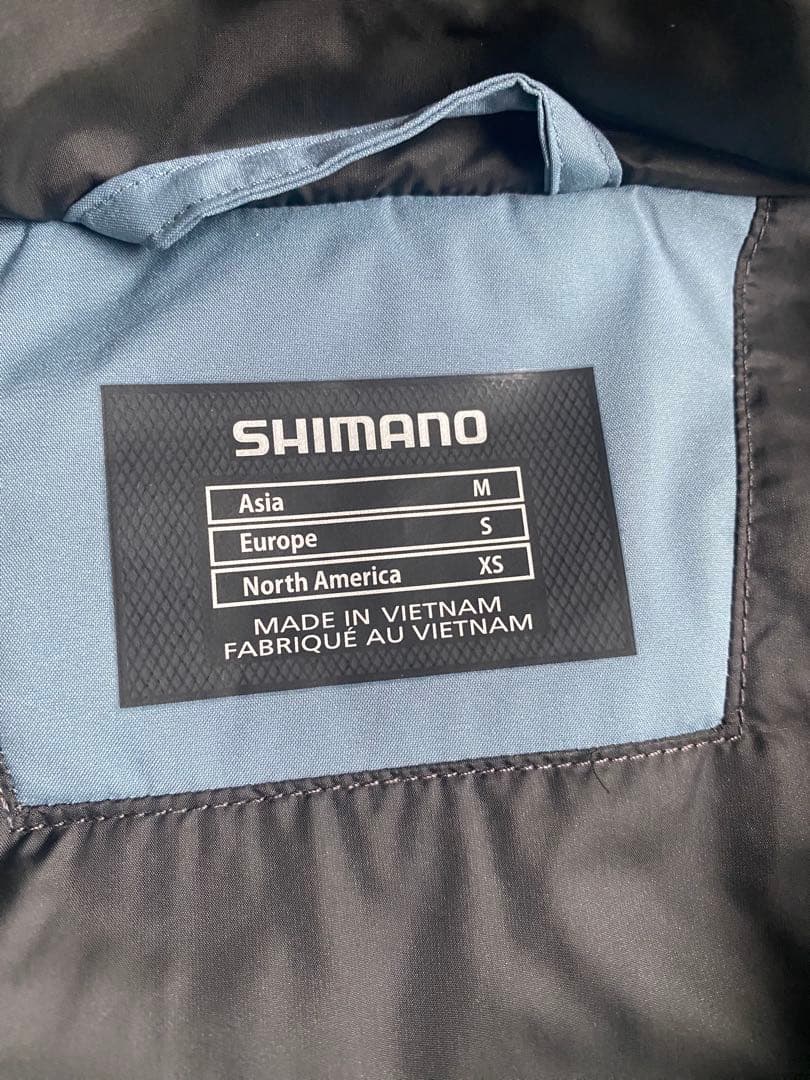 SHIMANO
Asia M
Europe S
North America XS
MADE IN VIETNAM
FABRIQUÉ AU VIETNAM